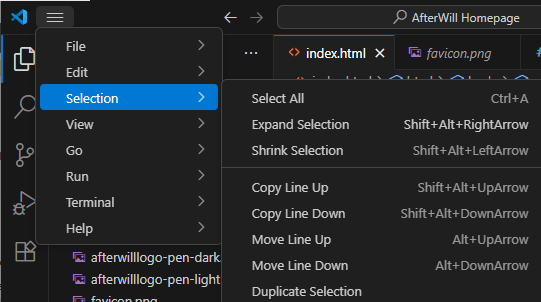 AfterWill Homepage
index.html
favicon.png
File
Edit
Selection
View
Go
Run
Terminal
Help
Select All Ctrl+A
Expand Selection Shift+Alt+RightArrow
Shrink Selection Shift+Alt+LeftArrow
Copy Line Up Shift+Alt+UpArrow
Copy Line Down Shift+Alt+DownArrow
Move Line Up Alt+UpArrow
Move Line Down Alt+DownArrow
Duplicate Selection
afterwilllogo-pen-dark
afterwilllogo-pen-light
favicon.png